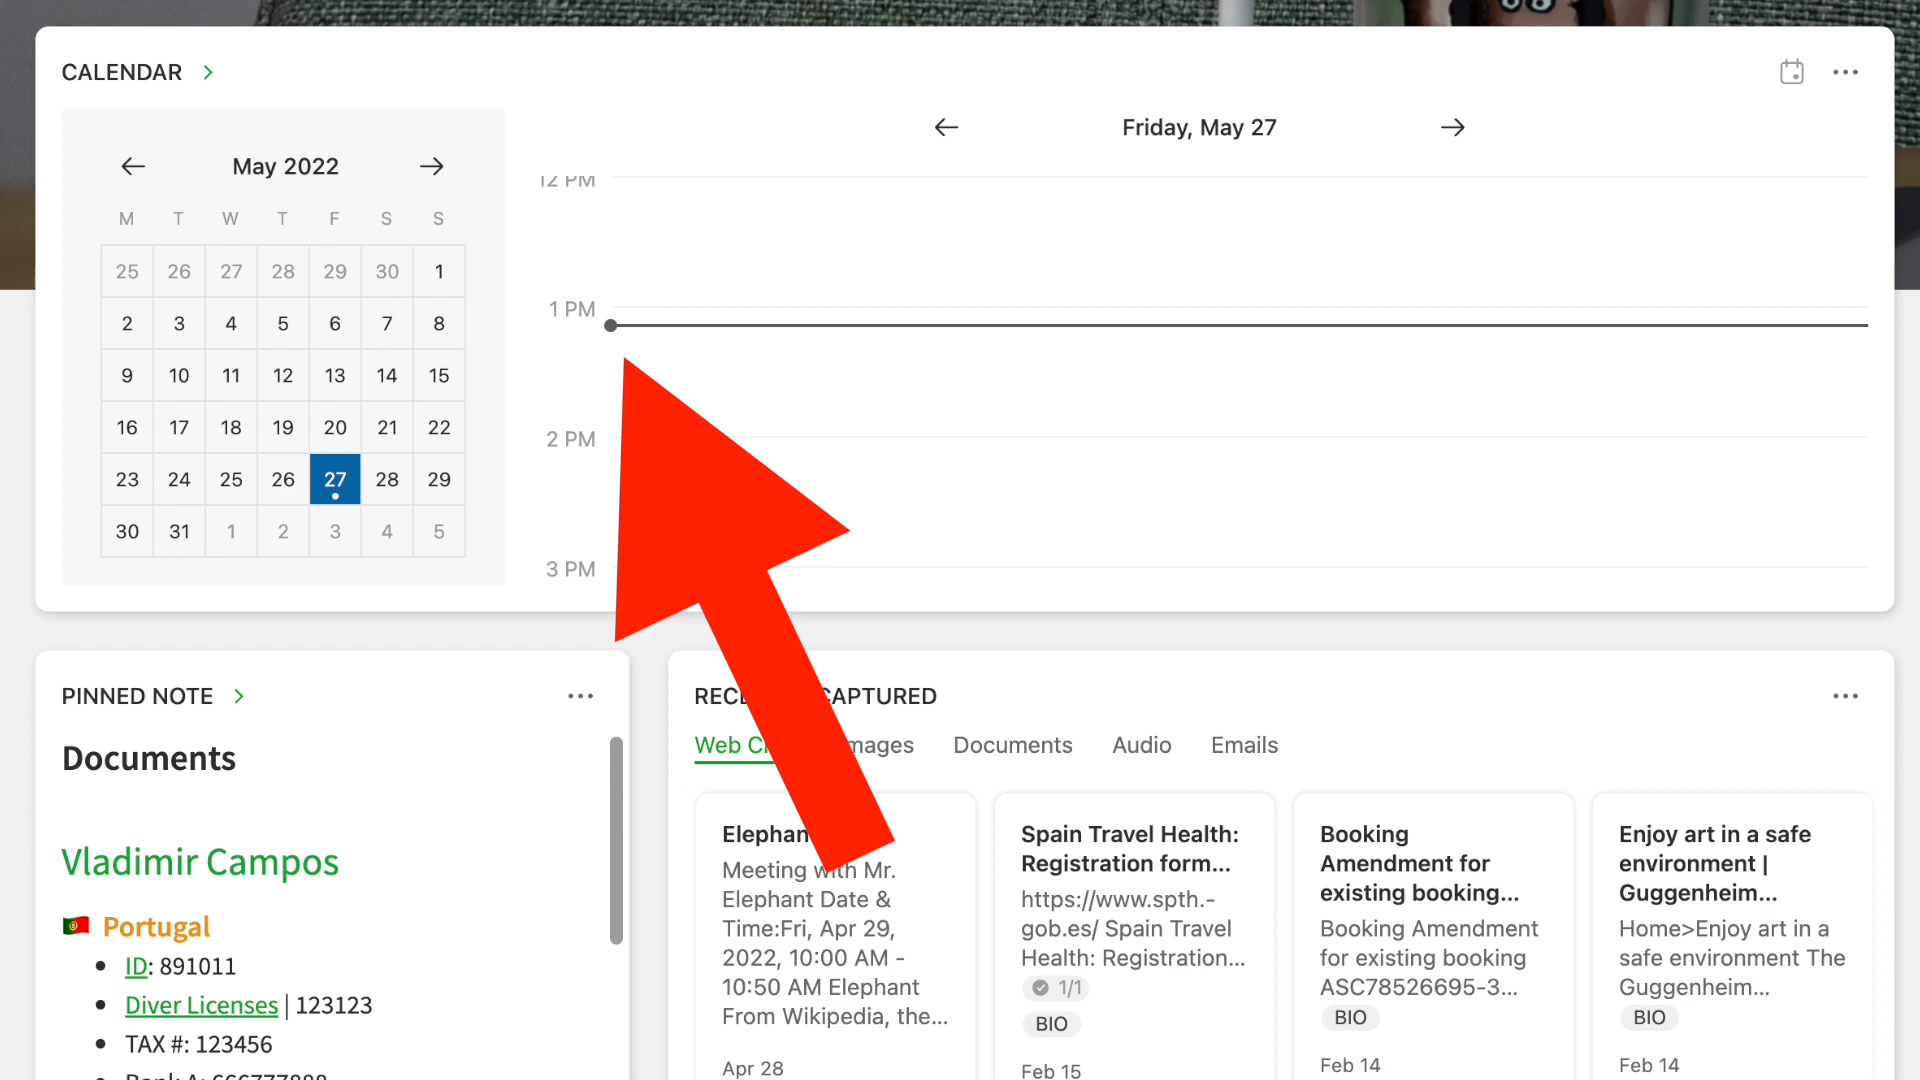 CALENDAR
Friday, May 27
May 2022
M T W T F S S
25 26 27 28 29 30 1
2 3 4 5 6 7 8
9 10 11 12 13 14 15
16 17 18 19 20 21 22
23 24 25 26 27 28 29
30 31 1 2 3 4 5
12 PM
1 PM
2 PM
3 PM
PINNED NOTE
Documents
Vladimir Campos
Portugal
ID: 891011
Diver Licenses | 123123
TAX #: 123456
CAPTURED
Web Documents Audio Emails
Meeting with Mr.
Elephant Date &
Time:Fri, Apr 29,
2022, 10:00 AM -
10:50 AM Elephant
From Wikipedia, the...
Apr 28
Spain Travel Health:
Registration form...
https://www.spth.-
gob.es/ Spain Travel
Health: Registration...
1/1
BIO
Feb 15
Booking
Amendment for
existing booking...
Booking Amendment
for existing booking
ASC78526695-3...
BIO
Feb 14
Enjoy art in a safe
environment |
Guggenheim...
Home>Enjoy art in a
safe environment The
Guggenheim...
BIO
Feb 14